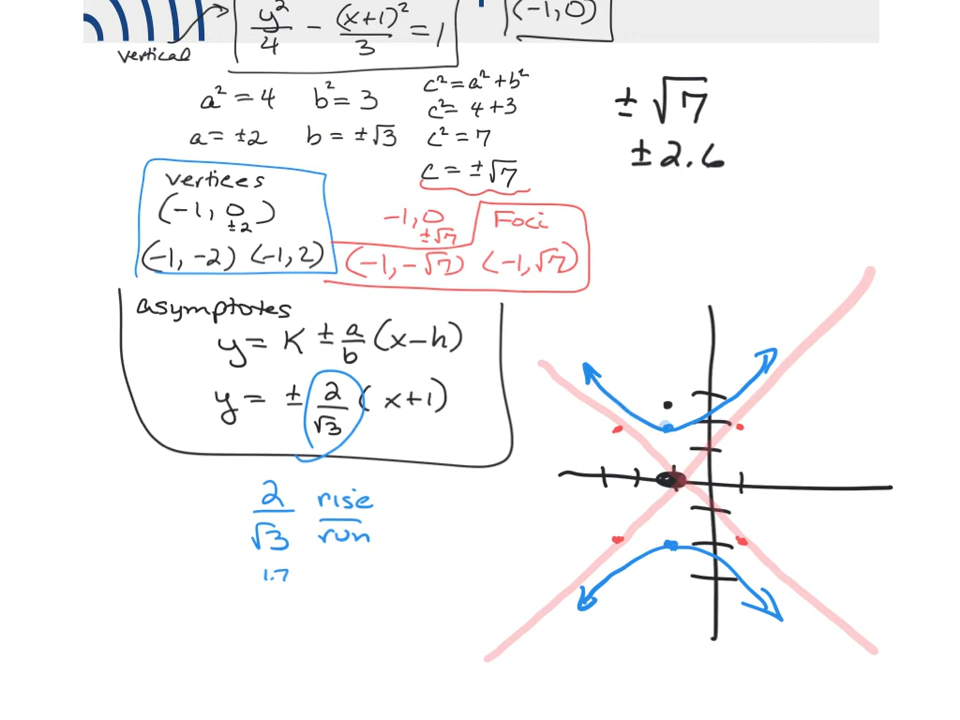 y²/4 - (x+1)²/3 = 1
(-1,0)
vertical
a² = 4 b² = 3 c² = a² + b²
c² = 4+3
a = ±2 b = ±√3 c² = 7
c = ±√7
±√7
±2.6
vertices
(-1, 0)
±2
(-1, -2) (-1, 2)
-1, 0 Foci
±√7
(-1, -√7) (-1, √7)
asymptotes
y = K ± a/b (x-h)
y = ± 2/√3 (x+1)
2/√3 rise/run
1.7